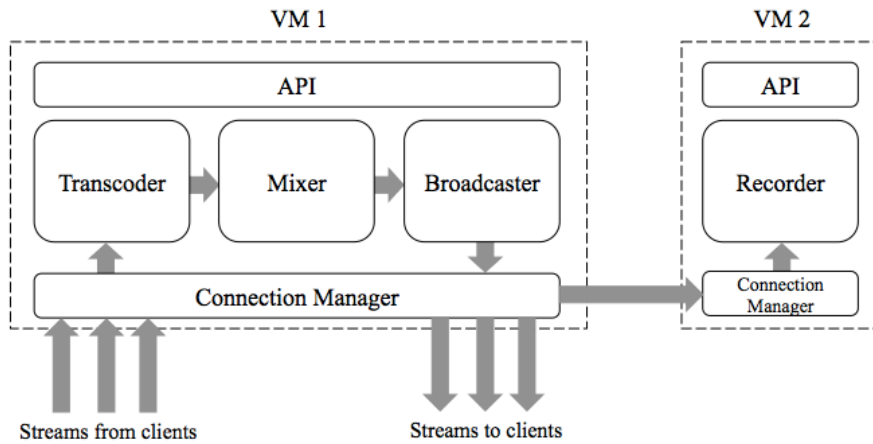 VM 1
VM 2
API
API
Transcoder
Mixer
Broadcaster
Recorder
Connection Manager
Connection
Manager
Streams from clients
Streams to clients